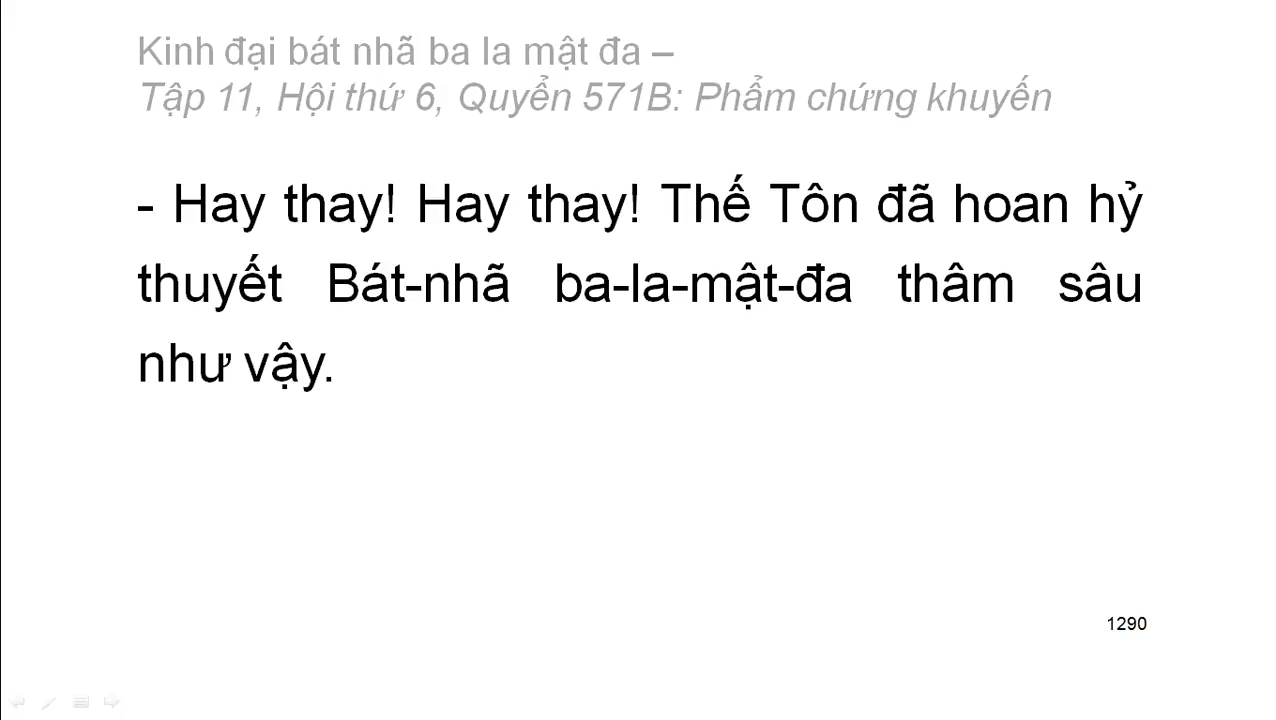 Kinh đại bát nhã ba la mật đa –
Tập 11, Hội thứ 6, Quyển 571B: Phẩm chứng khuyến
- Hay thay! Hay thay! Thế Tôn đã hoan hỷ
thuyết Bát-nhã ba-la-mật-đa thâm sâu
như vậy.
1290